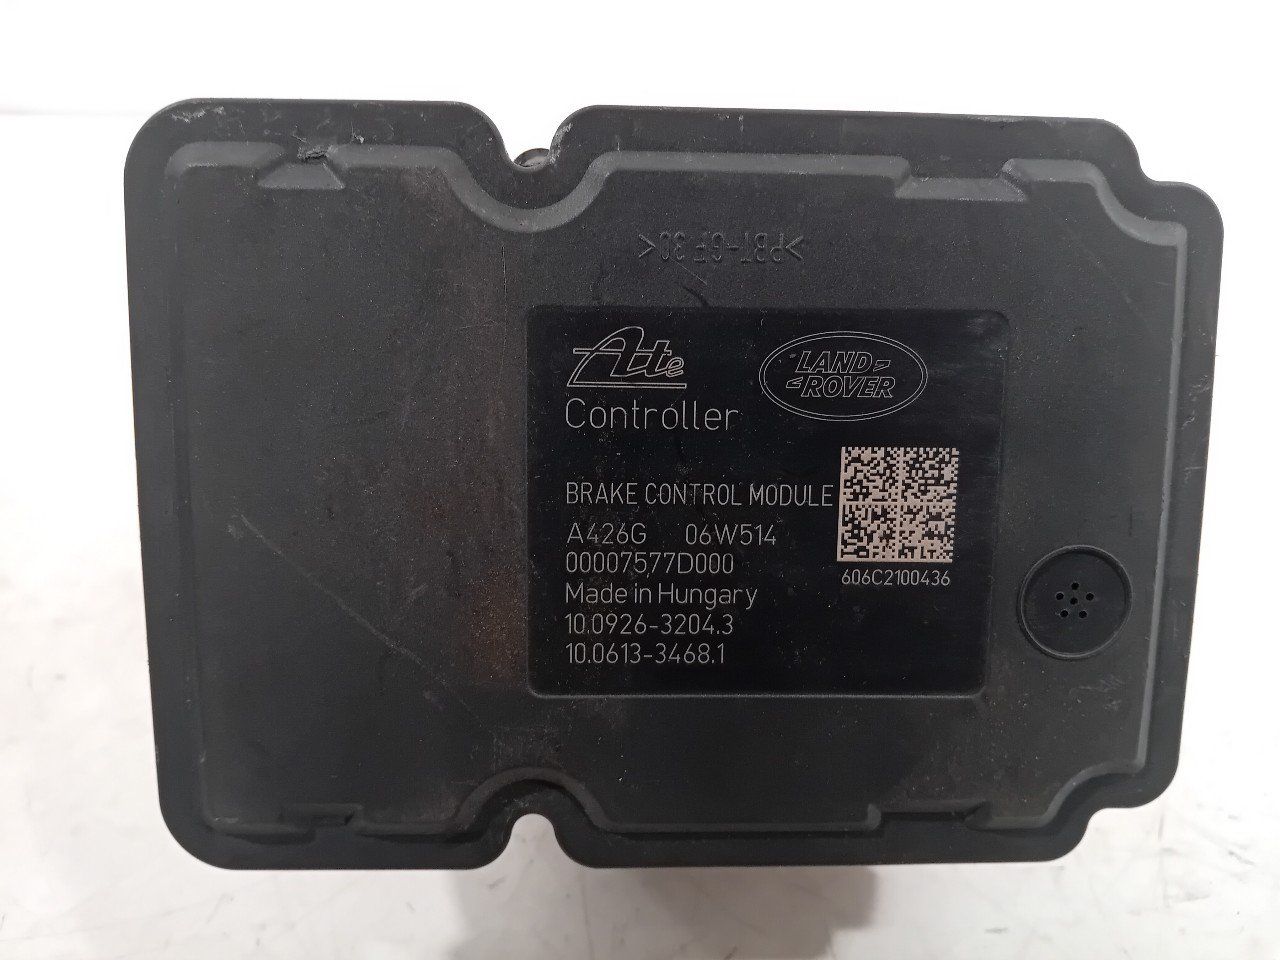 >PBT-GF30<
Ate
LAND
ROVER
Controller
BRAKE CONTROL MODULE
A426G 06W514
00007577D000
Made in Hungary
10.0926-3204.3
10.0613-3468.1
606C2100436